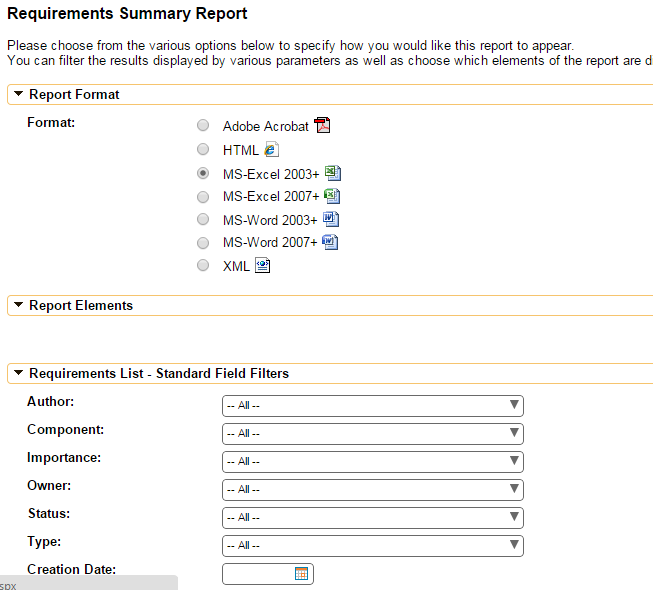 Requirements Summary Report
Please choose from the various options below to specify how you would like this report to appear.
You can filter the results displayed by various parameters as well as choose which elements of the report are d
Report Format
Format:
Adobe Acrobat
HTML
MS-Excel 2003+
MS-Excel 2007+
MS-Word 2003+
MS-Word 2007+
XML
Report Elements
Requirements List - Standard Field Filters
Author: -- All --
Component: -- All --
Importance: -- All --
Owner: -- All --
Status: -- All --
Type: -- All --
Creation Date:
spx